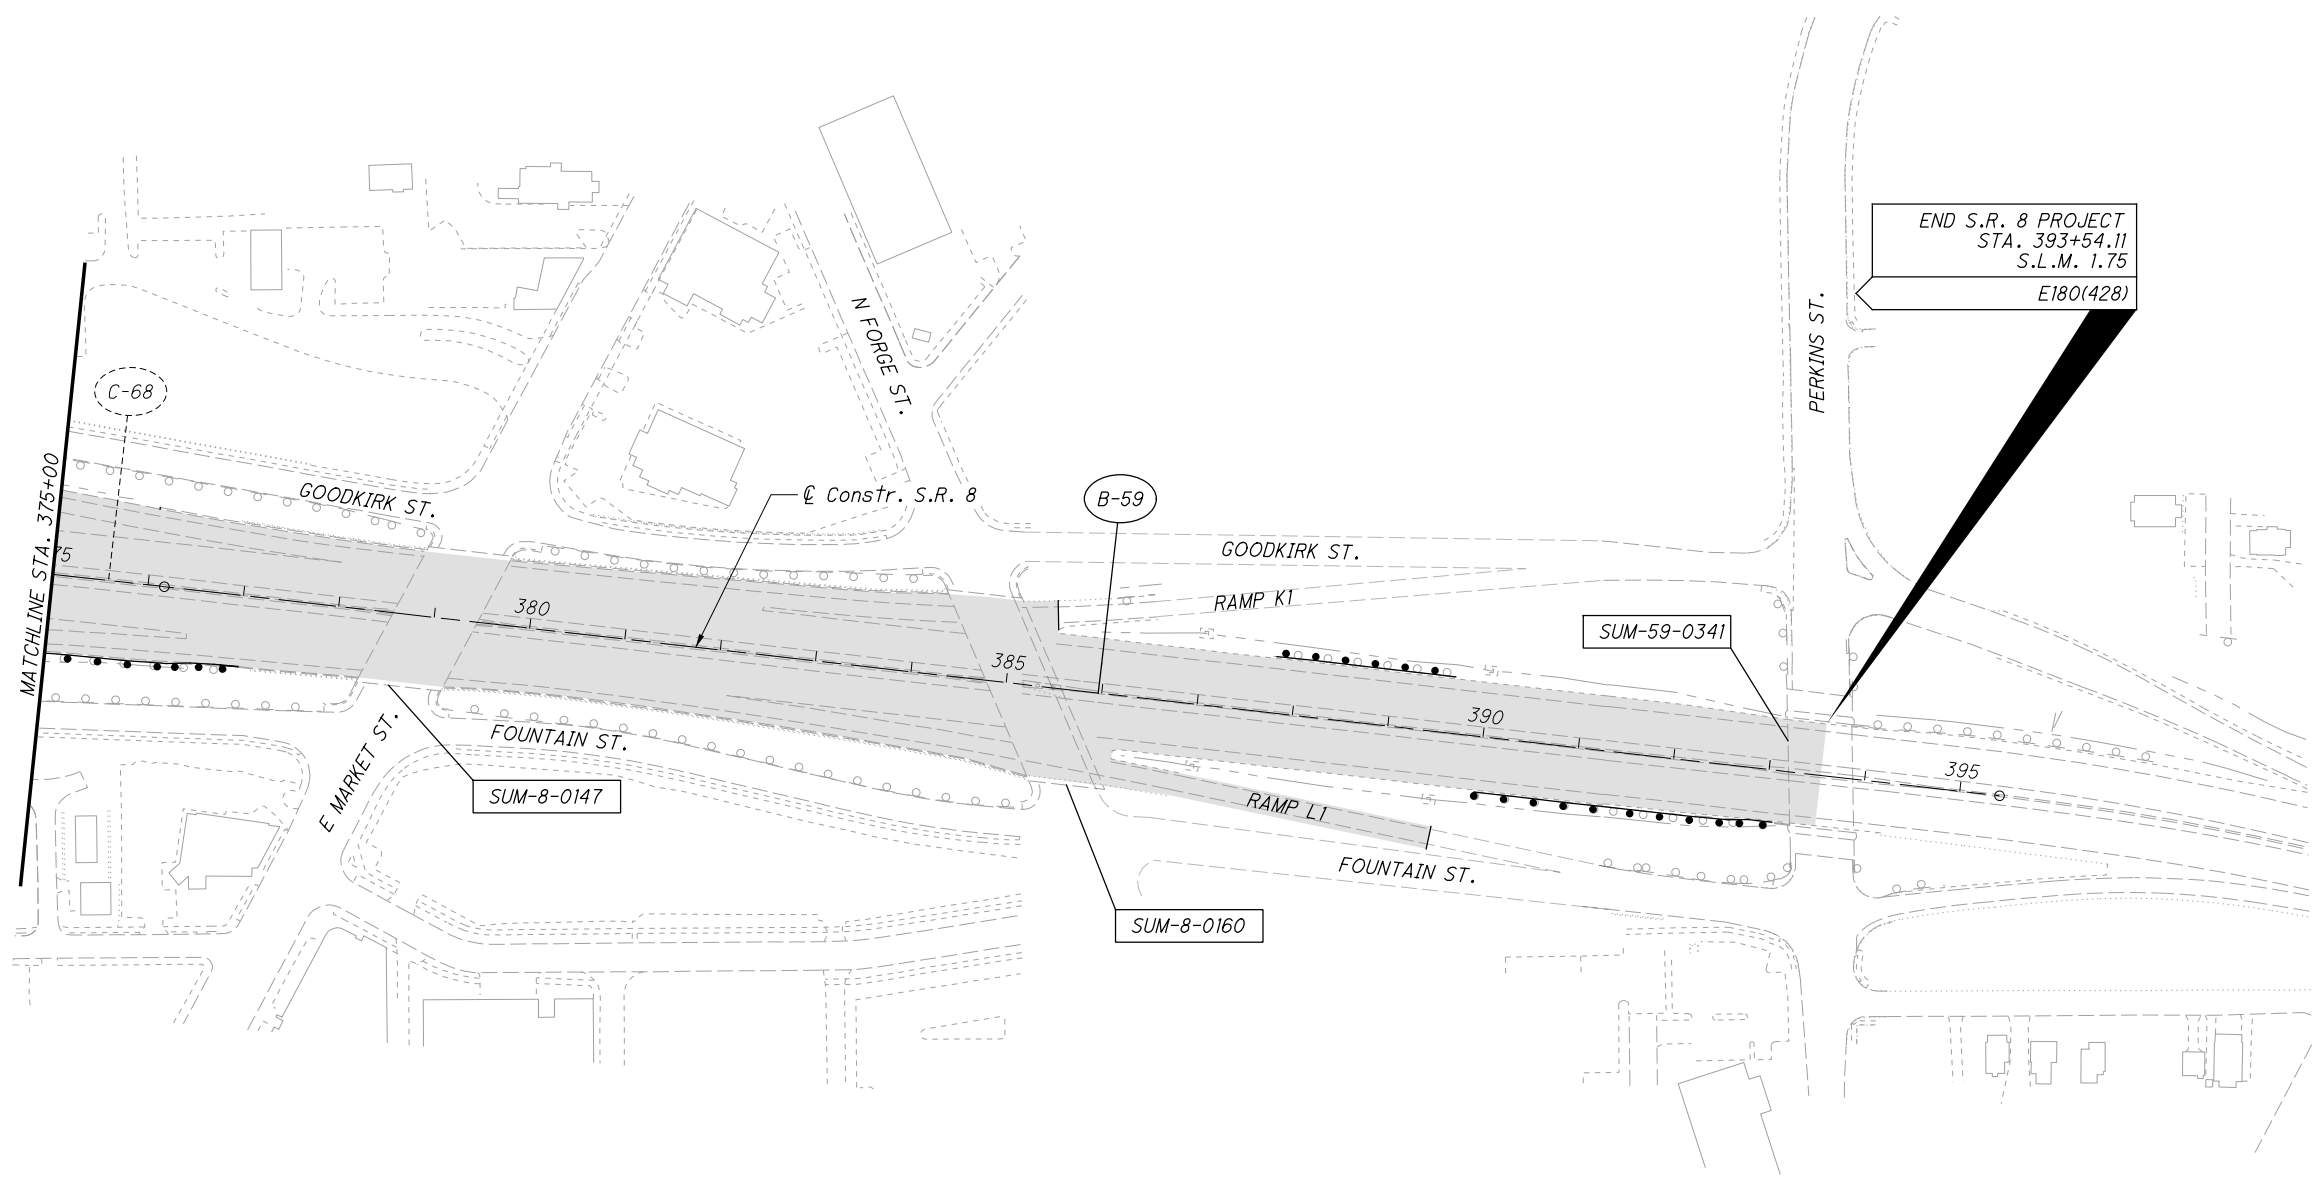 END S.R. 8 PROJECT
STA. 393+54.11
S.L.M. 1.75
E180(428)
PERKINS ST.
N FORGE ST.
C-68
MATCHLINE STA. 375+00
GOODKIRK ST.
℄ Constr. S.R. 8
B-59
75
GOODKIRK ST.
RAMP K1
380
SUM-59-0341
385
390
395
E MARKET ST.
FOUNTAIN ST.
SUM-8-0147
RAMP L1
FOUNTAIN ST.
SUM-8-0160